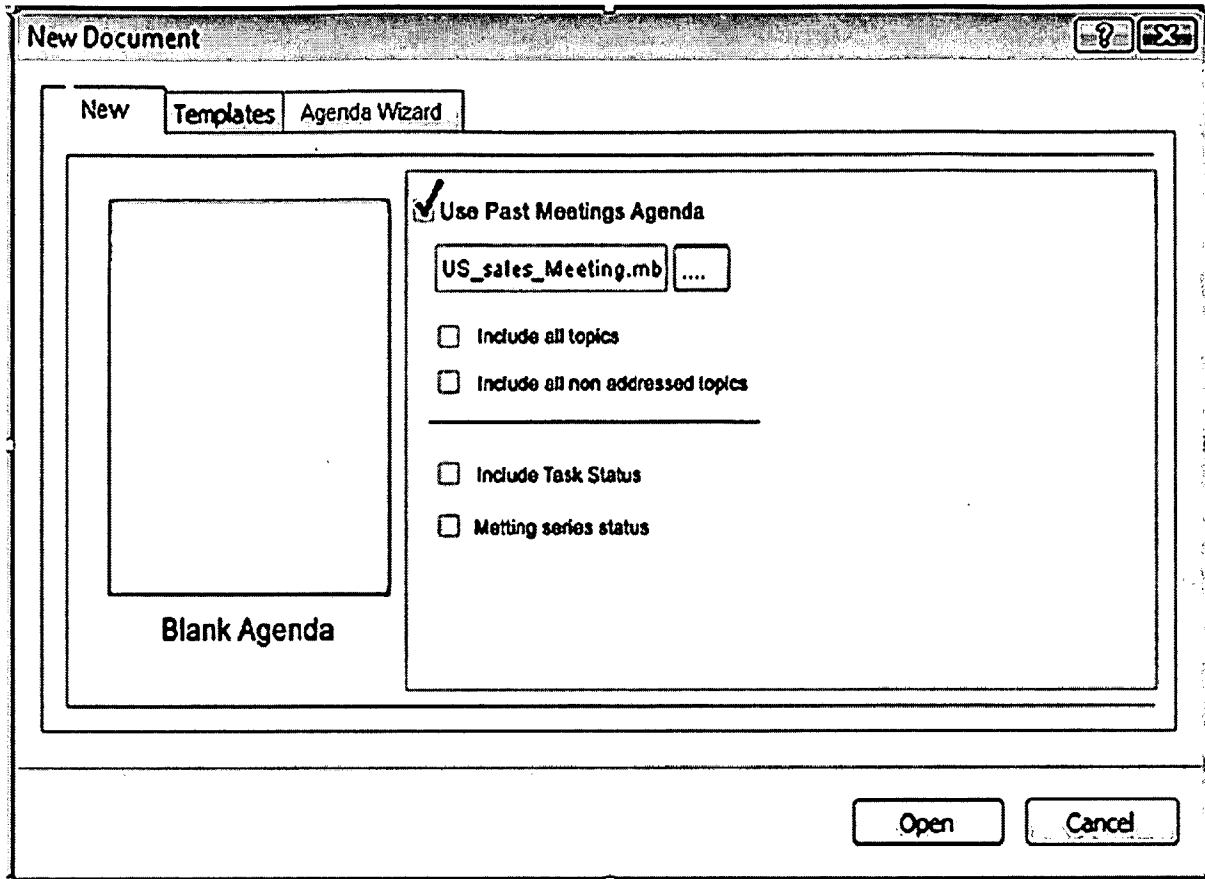 New Document
?
New Templates Agenda Wizard
Use Past Meetings Agenda
US_sales_Meeting.mb ....
Include all topics
Include all non addressed topics
Include Task Status
Metting series status
Blank Agenda
Open Cancel